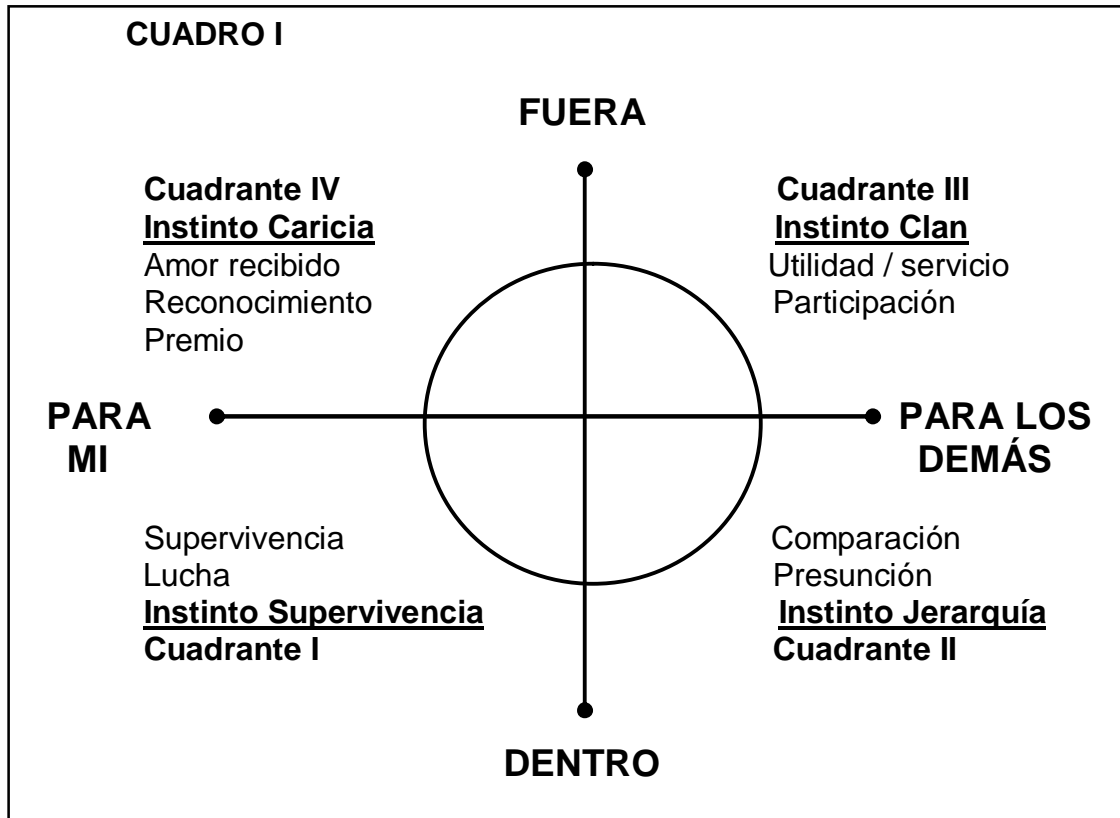 CUADRO I
FUERA
Cuadrante IV
Instinto Caricia
Amor recibido
Reconocimiento
Premio
Cuadrante III
Instinto Clan
Utilidad / servicio
Participación
PARA
MI
PARA LOS
DEMÁS
Supervivencia
Lucha
Instinto Supervivencia
Cuadrante I
Comparación
Presunción
Instinto Jerarquía
Cuadrante II
DENTRO